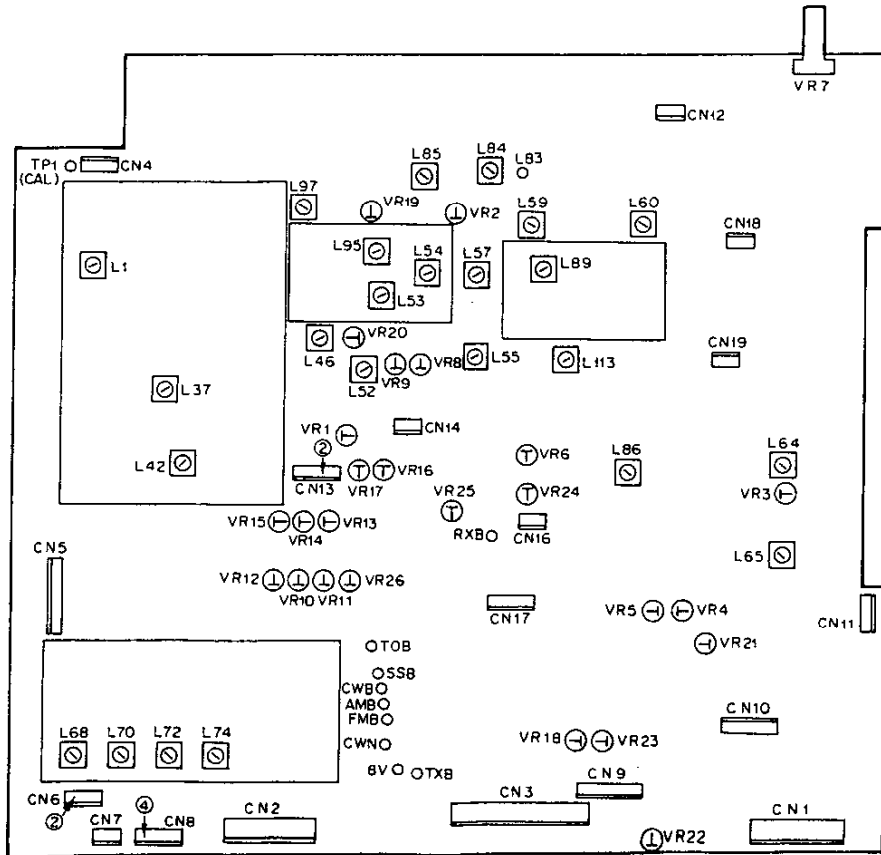 VR7
CN12
TP1
(CAL)
CN4
L85
L84
L83
L97
VR19
VR2
L59
L60
CN18
L95
L54
L57
L89
L1
L53
VR20
L46
L52
VR9
VR8
L55
L113
CN19
L37
VR1
CN14
②
L42
CN13
VR17
VR16
VR6
L86
L64
VR25
VR24
VR3
VR15
VR14
VR13
RXB
CN16
CN5
L65
VR12
VR10
VR11
VR26
CN17
VR5
VR4
CN11
VR21
TOB
SSB
CWB
AMB
FMB
CWN
8V
TXB
L68
L70
L72
L74
CN10
VR18
VR23
CN6
②
CN7
④
CN8
CN2
CN3
CN9
VR22
CN1